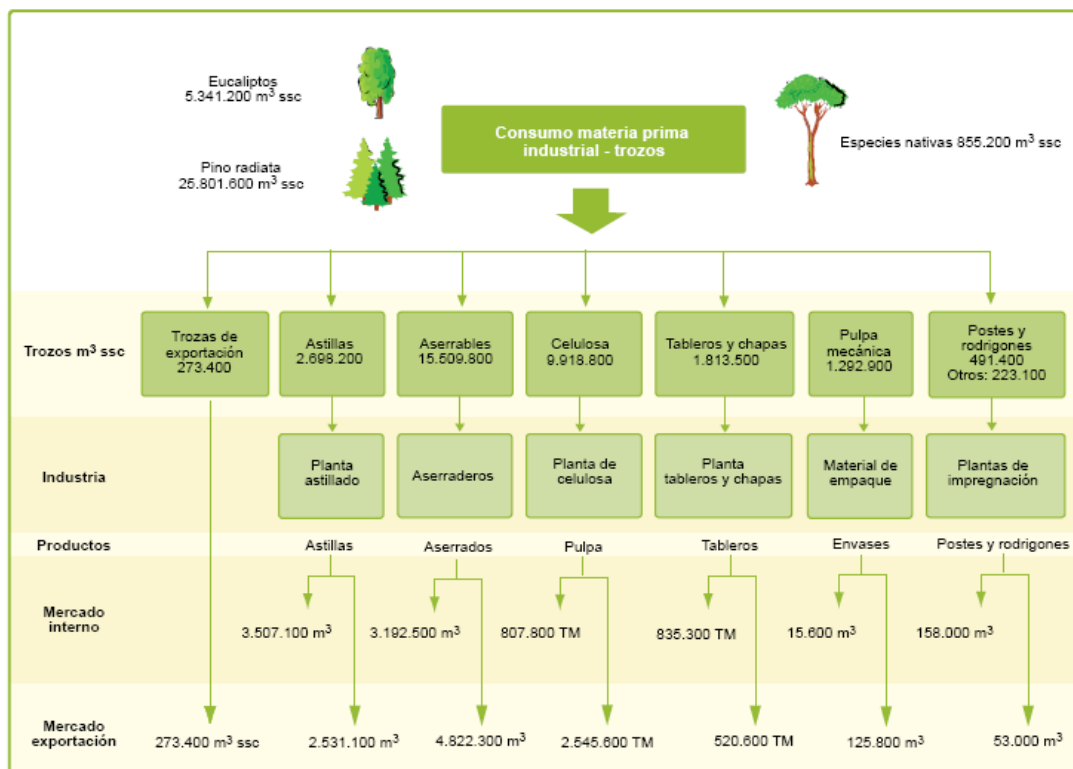 Eucaliptos
5.341.200 m³ ssc
Pino radiata
25.801.600 m³ ssc
Consumo materia prima
industrial - trozos
Especies nativas 855.200 m³ ssc
Trozos m³ ssc
Trozas de
exportación
273.400
Astillas
2.698.200
Aserrables
15.509.800
Celulosa
9.918.800
Tableros y chapas
1.813.500
Pulpa
mecánica
1.292.900
Postes y
rodrigones
491.400
Otros: 223.100
Industria
Planta
astillado
Aserraderos
Planta de
celulosa
Planta
tableros y chapas
Material de
empaque
Plantas de
impregnación
Productos
Astillas
Aserrados
Pulpa
Tableros
Envases
Postes y rodrigones
Mercado
interno
3.507.100 m³
3.192.500 m³
807.800 TM
835.300 TM
15.600 m³
158.000 m³
Mercado
exportación
273.400 m³ ssc
2.531.100 m³
4.822.300 m³
2.545.600 TM
520.600 TM
125.800 m³
53.000 m³